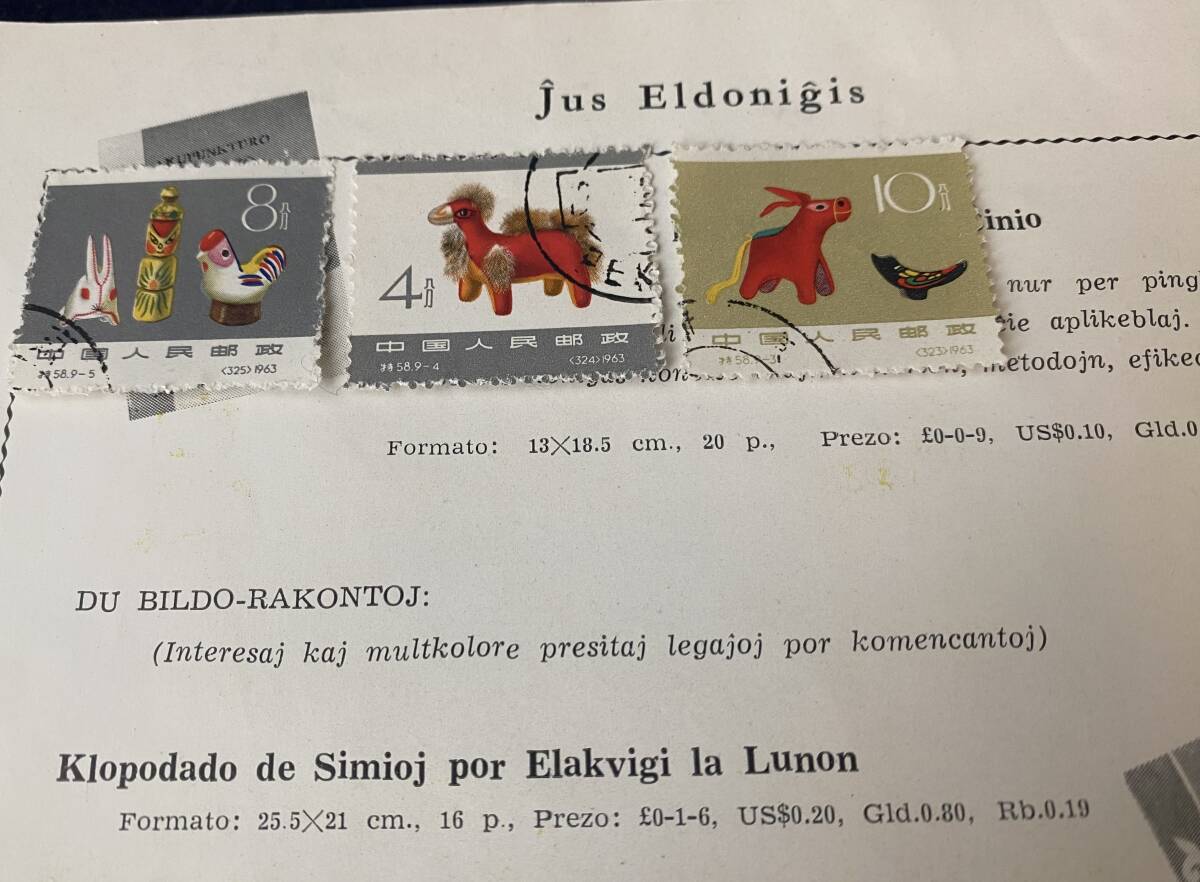 Ĵus Eldoniĝis
8分
中国人民邮政
特58.9-5 (325)1963
4分
中国人民邮政
特58.9-4 (324)1963
10分
中国人民邮政
特58.9-3 (323)1963
nur per
aplikeblaj.
metodojn,
Formato: 13×18.5 cm., 20 p., Prezo: £0-0-9, US$0.10,
DU BILDO-RAKONTOJ:
(Interesaj kaj multkolore presitaj legaĵoj por komencantoj)
Klopodado de Simioj por Elakvigi la Lunon
Formato: 25.5×21 cm., 16 p., Prezo: £0-1-6, US$0.20, Gld.0.80, Rb.0.19